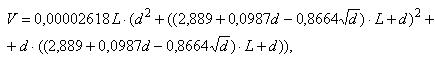 V = 0,00002618 L · (d² + ((2,889 + 0,0987d − 0,8664√d) · L + d)² +
+ d · ((2,889 + 0,0987d − 0,8664√d) · L + d)),